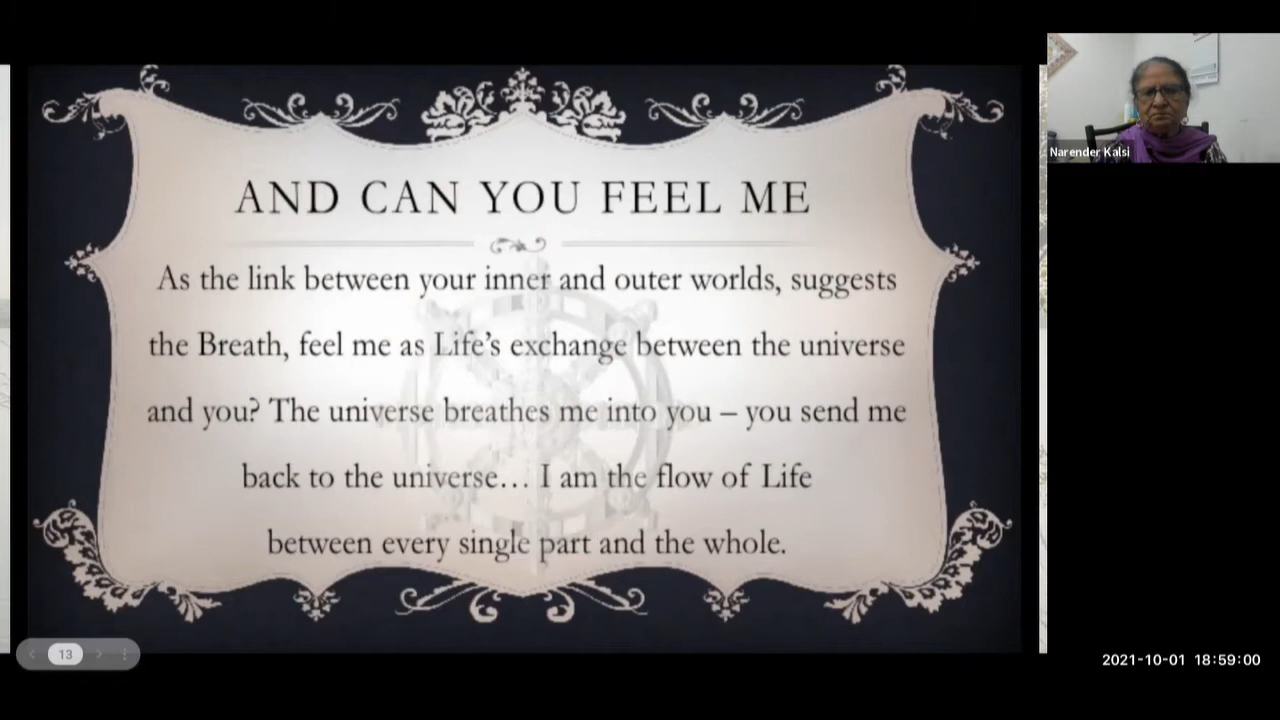 AND CAN YOU FEEL ME
As the link between your inner and outer worlds, suggests
the Breath, feel me as Life's exchange between the universe
and you? The universe breathes me into you – you send me
back to the universe… I am the flow of Life
between every single part and the whole.
Narender Kalsi
13
2021-10-01 18:59:00